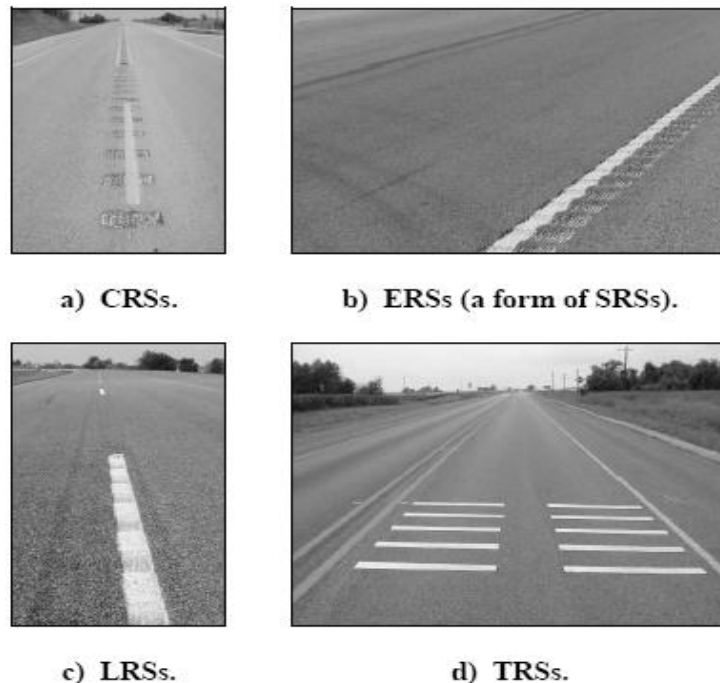 a) CRSs.
b) ERSs (a form of SRSs).
c) LRSs.
d) TRSs.